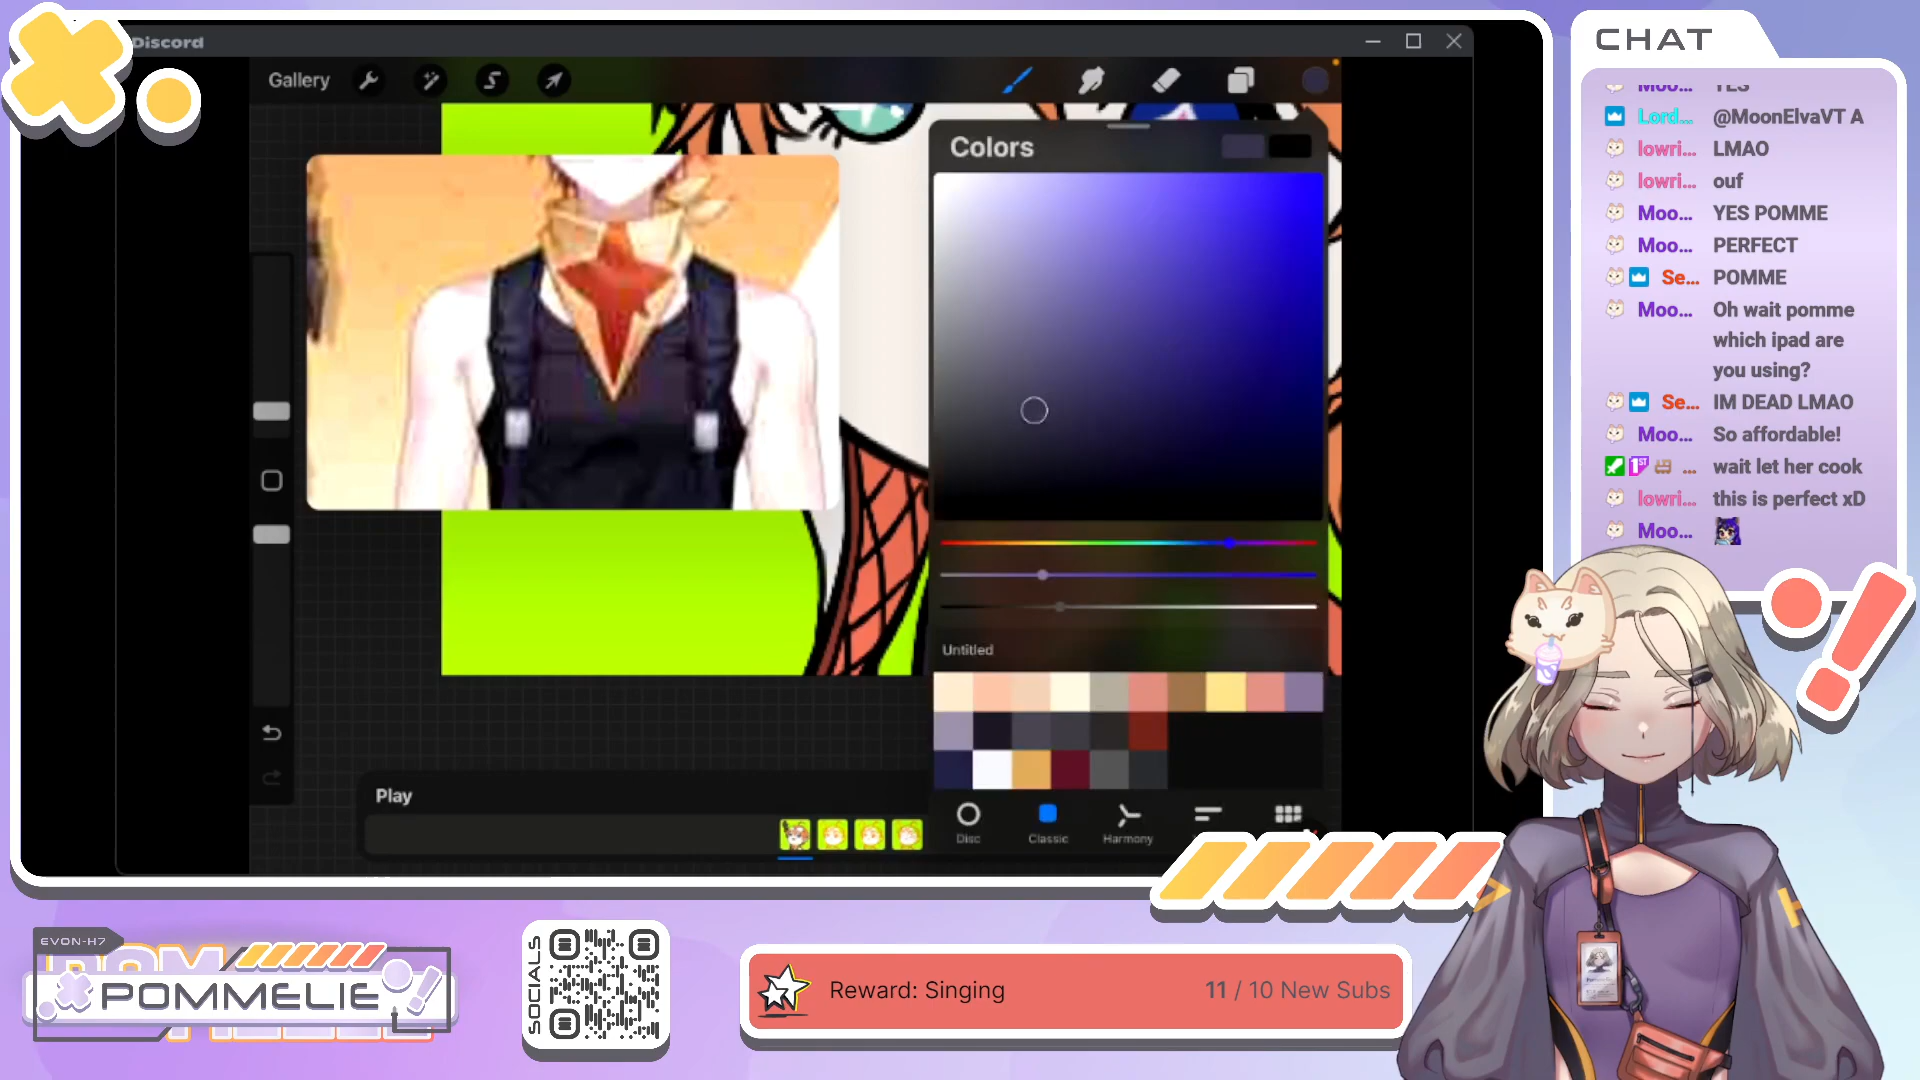 Discord
Gallery
Colors
Untitled
Disc
Classic
Harmony
Play
CHAT
Moo... YES
Lord... @MoonElvaVT A
lowri... LMAO
lowri... ouf
Moo... YES POMME
Moo... PERFECT
Se... POMME
Moo... Oh wait pomme
which ipad are
you using?
Se... IM DEAD LMAO
Moo... So affordable!
1ST ... wait let her cook
lowri... this is perfect xD
Moo...
EVON-H7
POMMELIE
SOCIALS
Reward: Singing
11 / 10 New Subs